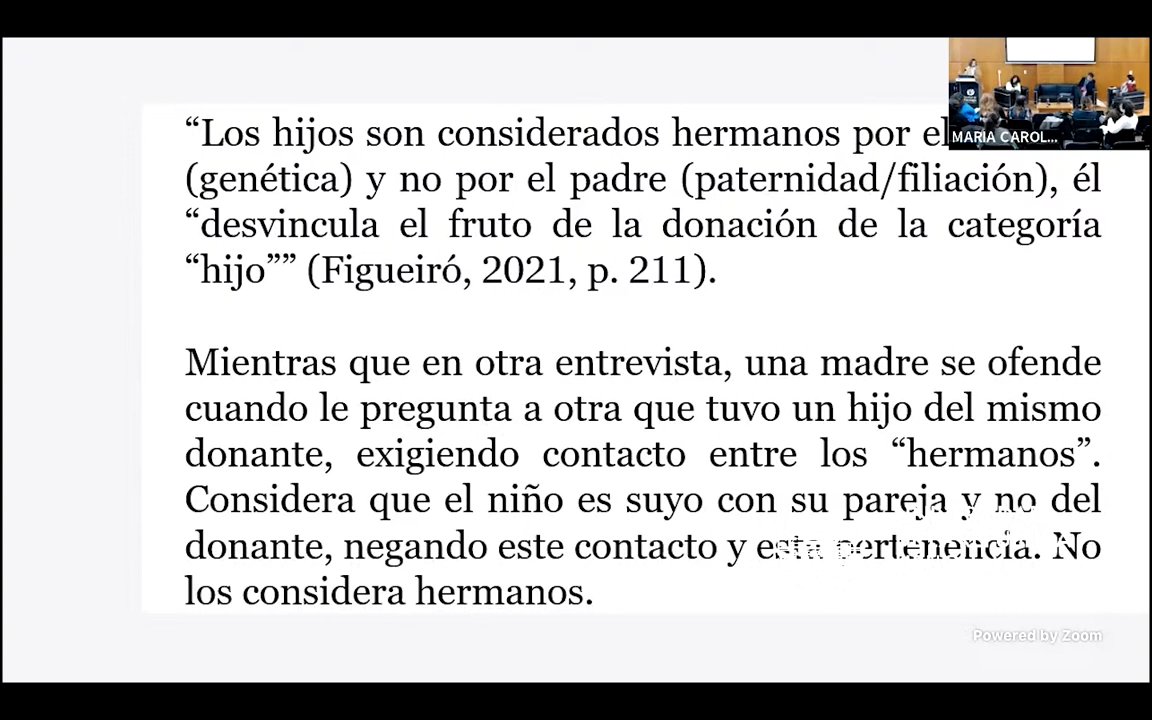 “Los hijos son considerados hermanos por el
(genética) y no por el padre (paternidad/filiación), él
“desvincula el fruto de la donación de la categoría
“hijo”” (Figueiró, 2021, p. 211).
Mientras que en otra entrevista, una madre se ofende
cuando le pregunta a otra que tuvo un hijo del mismo
donante, exigiendo contacto entre los “hermanos”.
Considera que el niño es suyo con su pareja y no del
donante, negando este contacto y esta pertenencia. No
los considera hermanos.
MARIA CAROL...
Powered by Zoom